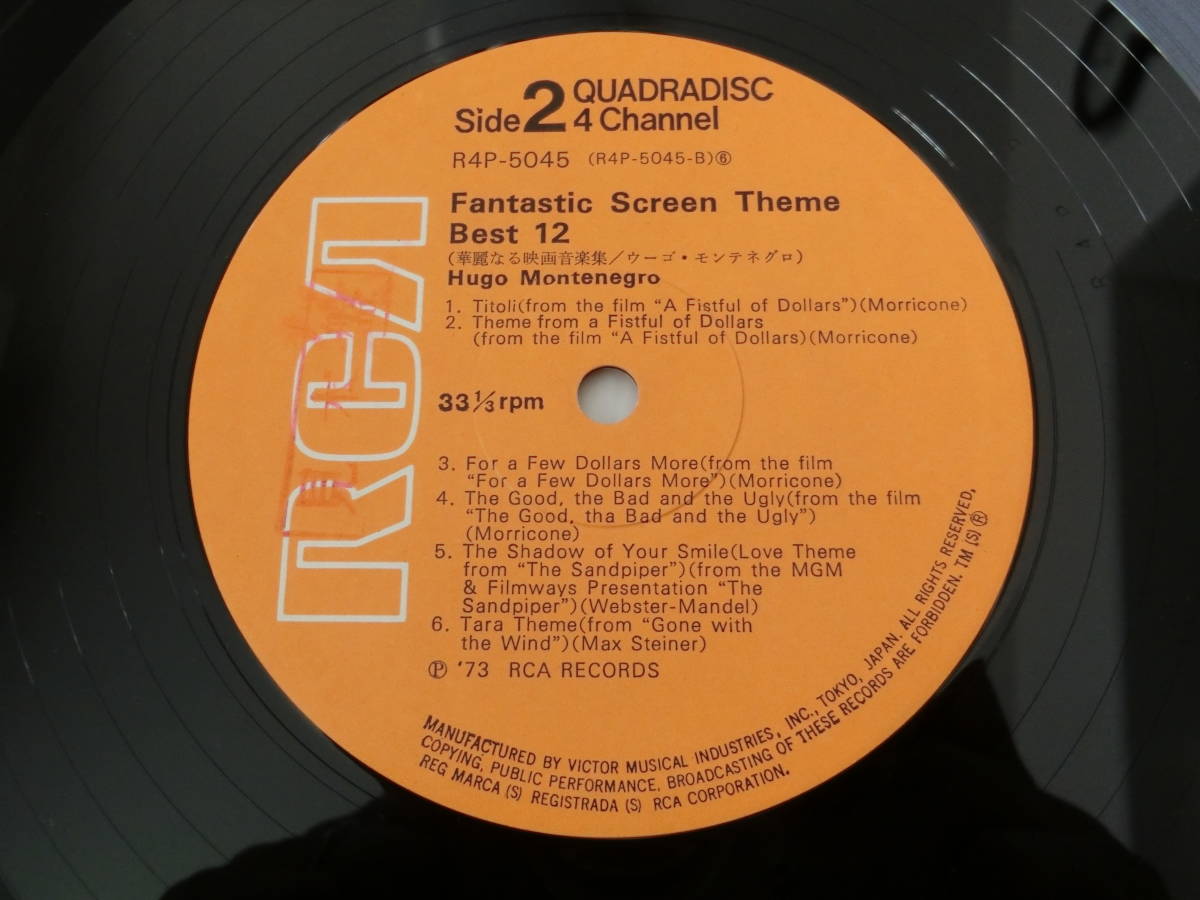 Side 2 QUADRADISC
4 Channel
R4P-5045 (R4P-5045-B)⑥
Fantastic Screen Theme
Best 12
(華麗なる映画音楽集/ウーゴ・モンテネグロ)
Hugo Montenegro
1. Titoli(from the film “A Fistful of Dollars”)(Morricone)
2. Theme from a Fistful of Dollars
(from the film “A Fistful of Dollars)(Morricone)
33⅓ rpm
3. For a Few Dollars More(from the film
“For a Few Dollars More”)(Morricone)
4. The Good, the Bad and the Ugly(from the film
“The Good, tha Bad and the Ugly”)
(Morricone)
5. The Shadow of Your Smile(Love Theme
from “The Sandpiper”)(from the MGM
& Filmways Presentation “The
Sandpiper”)(Webster-Mandel)
6. Tara Theme(from “Gone with
the Wind”)(Max Steiner)
℗ '73 RCA RECORDS
RCA
MANUFACTURED BY VICTOR MUSICAL INDUSTRIES, INC., TOKYO, JAPAN. ALL RIGHTS RESERVED,
COPYING, PUBLIC PERFORMANCE, BROADCASTING OF THESE RECORDS ARE FORBIDDEN. TM (S) ®
REG MARCA (S) REGISTRADA (S) RCA CORPORATION.